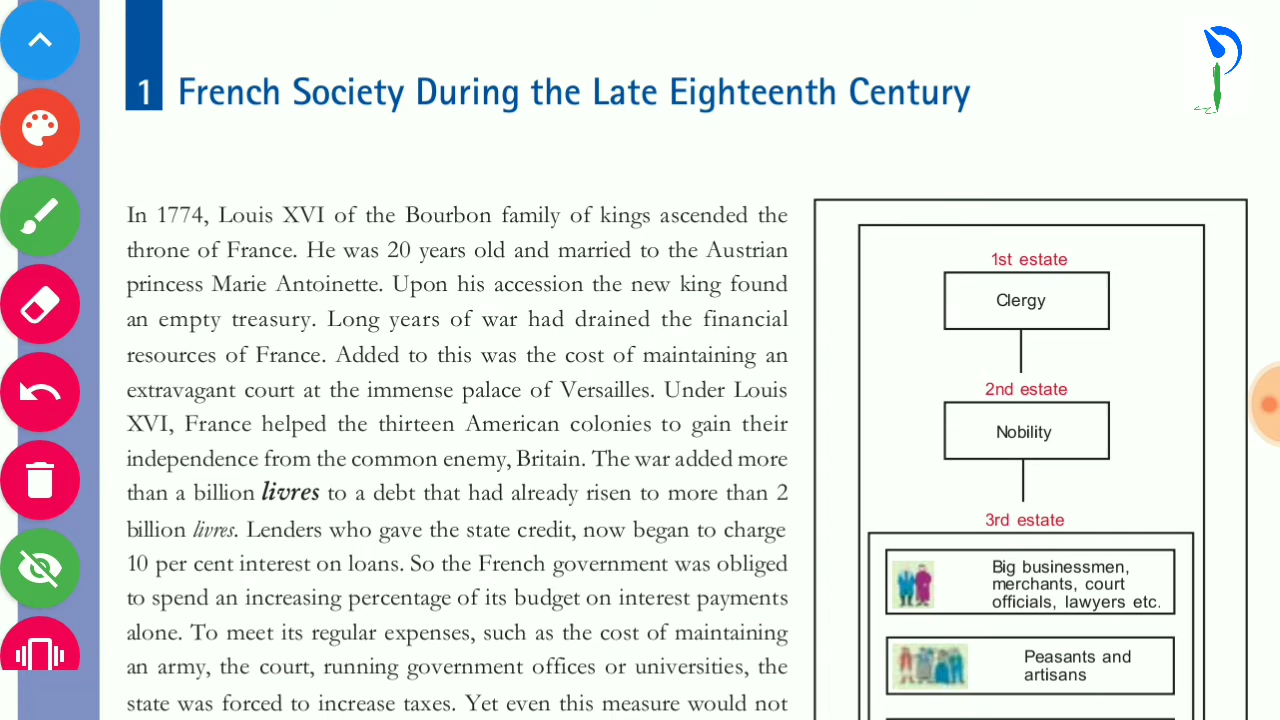 1 French Society During the Late Eighteenth Century
In 1774, Louis XVI of the Bourbon family of kings ascended the
throne of France. He was 20 years old and married to the Austrian
princess Marie Antoinette. Upon his accession the new king found
an empty treasury. Long years of war had drained the financial
resources of France. Added to this was the cost of maintaining an
extravagant court at the immense palace of Versailles. Under Louis
XVI, France helped the thirteen American colonies to gain their
independence from the common enemy, Britain. The war added more
than a billion livres to a debt that had already risen to more than 2
billion livres. Lenders who gave the state credit, now began to charge
10 per cent interest on loans. So the French government was obliged
to spend an increasing percentage of its budget on interest payments
alone. To meet its regular expenses, such as the cost of maintaining
an army, the court, running government offices or universities, the
state was forced to increase taxes. Yet even this measure would not
1st estate
Clergy
2nd estate
Nobility
3rd estate
Big businessmen,
merchants, court
officials, lawyers etc.
Peasants and
artisans